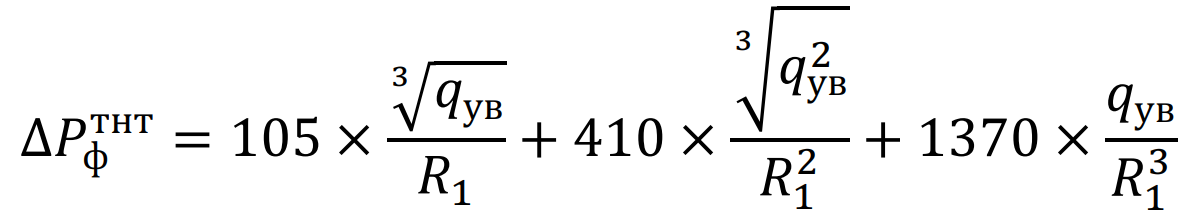 ΔP_ф^тнт = 105 × ∛q_ув / R_1 + 410 × ∛q_ув^2 / R_1^2 + 1370 × q_ув / R_1^3